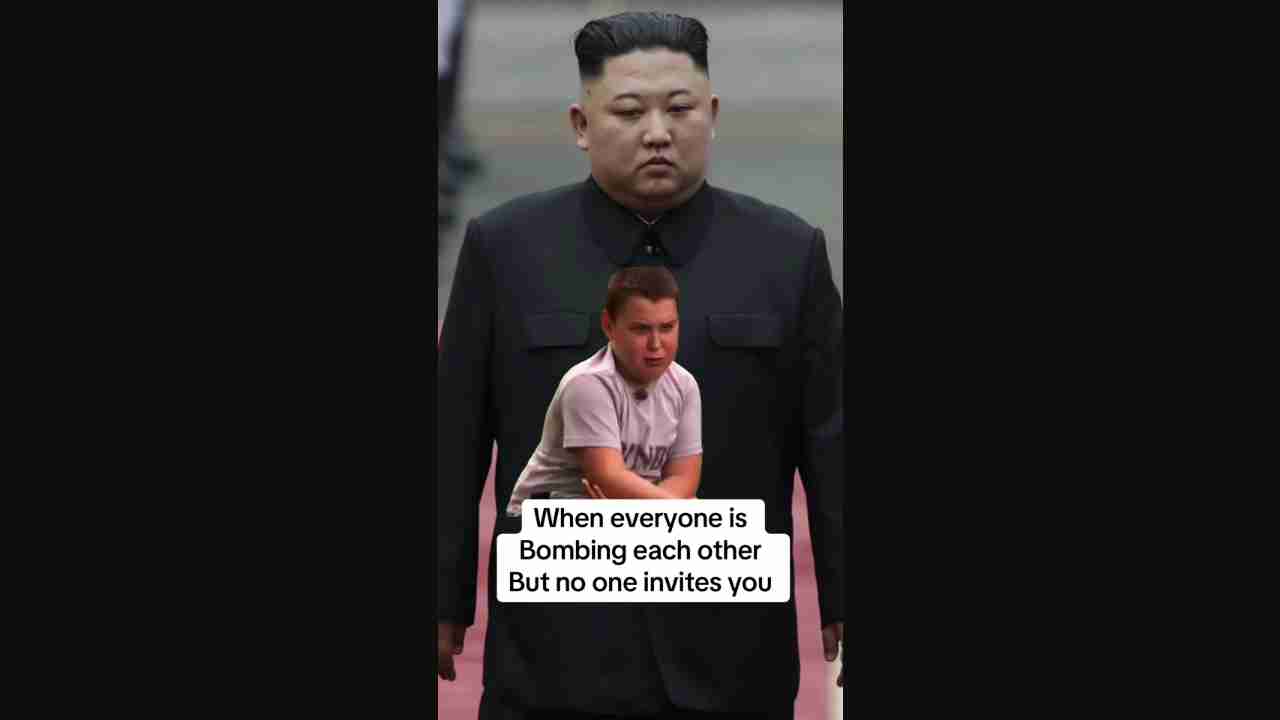 When everyone is
Bombing each other
But no one invites you